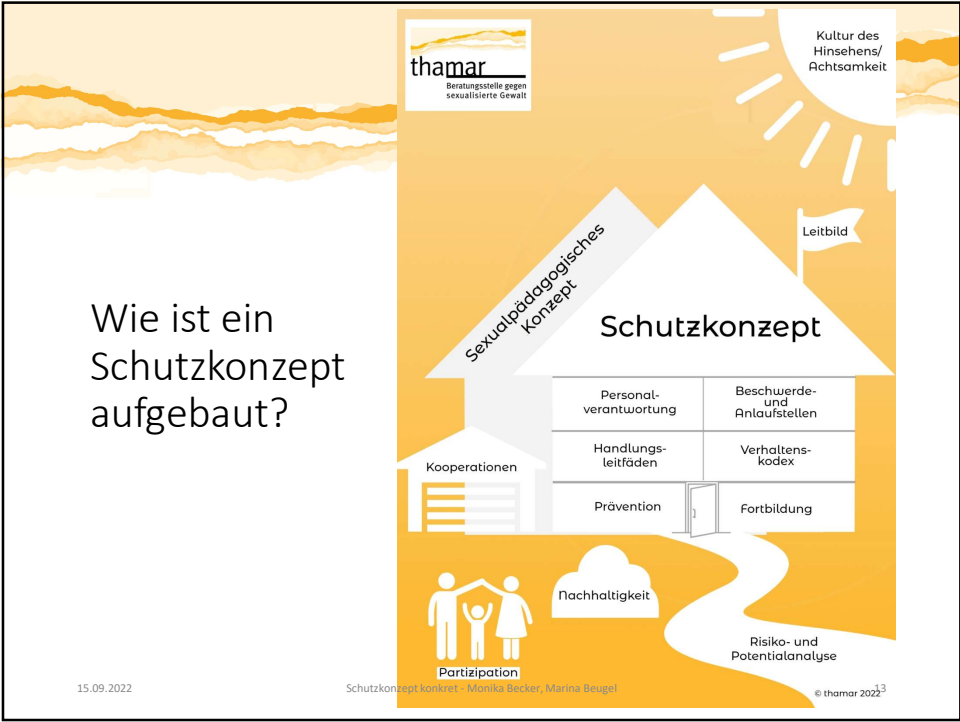 thamar
Beratungsstelle gegen
sexualisierte Gewalt
Kultur des
Hinsehens/
Achtsamkeit
Leitbild
Sexualpädagogisches
Konzept
Wie ist ein
Schutzkonzept
aufgebaut?
Schutzkonzept
Personal-
verantwortung
Beschwerde-
und
Anlaufstellen
Handlungs-
leitfäden
Verhaltens-
kodex
Kooperationen
Prävention
Fortbildung
Nachhaltigkeit
Risiko- und
Potentialanalyse
Partizipation
15.09.2022
Schutzkonzept konkret - Monika Becker, Marina Beugel
© thamar 2022
13